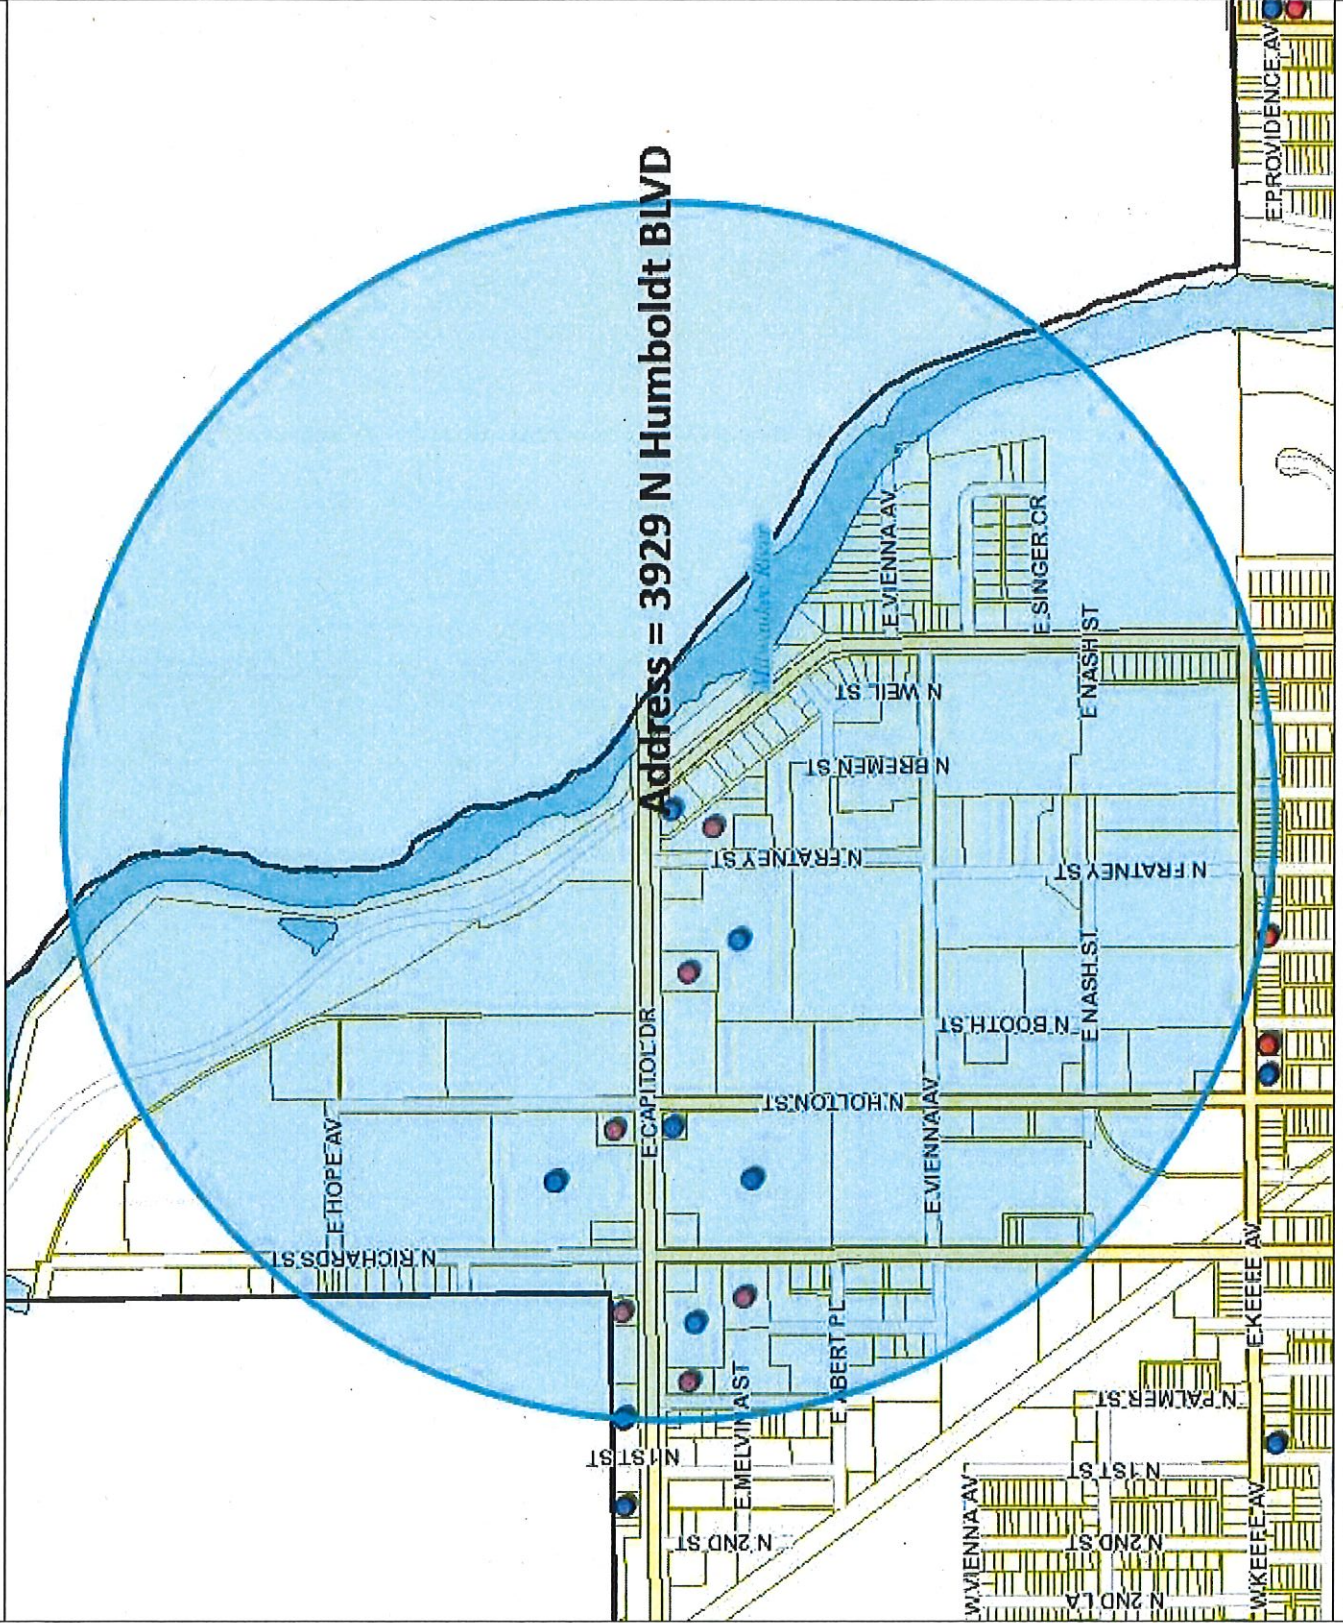 Address = 3929 N Humboldt BLVD
E PROVIDENCE AV
Milwaukee River
E VIENNA AV
E SINGER CR
E NASH ST
N WEIL ST
N BREMEN ST
N FRATNEY ST
N FRATNEY ST
E NASH ST
N BOOTH ST
E CAPITOL DR
N HOLTON ST
E VIENNA AV
E HOPE AV
N RICHARDS ST
E ABERT PL
E KEEFE AV
E MELVINA ST
N PALMER ST
N 1ST ST
N 1ST ST
W VIENNA AV
W KEEFE AV
N 2ND ST
N 2ND ST
N 2ND LA